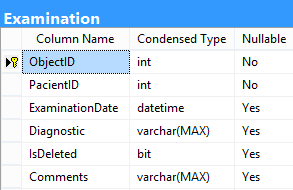 Examination
Column Name Condensed Type Nullable
ObjectID int No
PacientID int No
ExaminationDate datetime Yes
Diagnostic varchar(MAX) Yes
IsDeleted bit Yes
Comments varchar(MAX) Yes